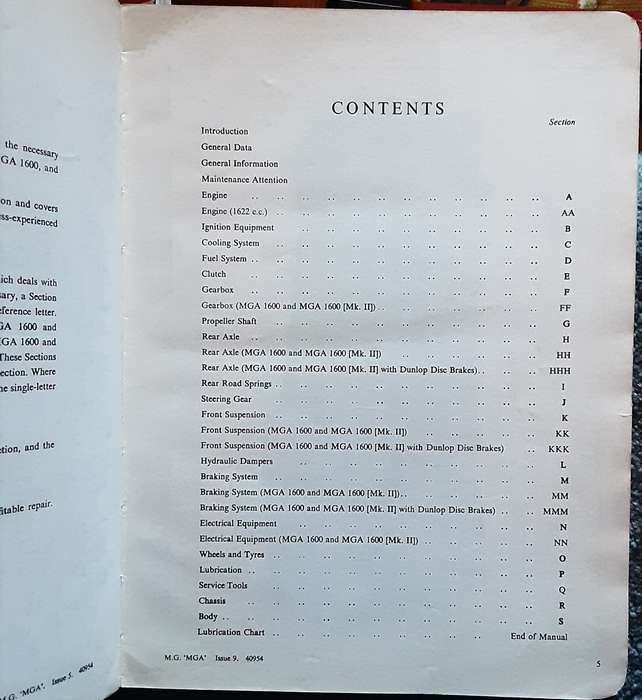 the necessary
GA 1600, and
on and covers
ss-experienced
ich deals with
ary, a Section
ference letter.
GA 1600 and
GA 1600 and
These Sections
ection. Where
he single-letter
tion, and the
itable repair.
M.G. 'MGA'. Issue 5. 40954
CONTENTS
Section
Introduction
General Data
General Information
Maintenance Attention
Engine .. .. .. .. .. .. .. .. .. .. .. .. A
Engine (1622 c.c.) .. .. .. .. .. .. .. .. .. .. .. AA
Ignition Equipment .. .. .. .. .. .. .. .. .. .. B
Cooling System .. .. .. .. .. .. .. .. .. .. .. C
Fuel System .. .. .. .. .. .. .. .. .. .. .. .. D
Clutch .. .. .. .. .. .. .. .. .. .. .. .. E
Gearbox .. .. .. .. .. .. .. .. .. .. .. .. F
Gearbox (MGA 1600 and MGA 1600 [Mk. II]) .. .. .. .. .. .. .. FF
Propeller Shaft .. .. .. .. .. .. .. .. .. .. .. G
Rear Axle .. .. .. .. .. .. .. .. .. .. .. .. H
Rear Axle (MGA 1600 and MGA 1600 [Mk. II]) .. .. .. .. .. .. HH
Rear Axle (MGA 1600 and MGA 1600 [Mk. II] with Dunlop Disc Brakes) .. .. .. HHH
Rear Road Springs .. .. .. .. .. .. .. .. .. .. .. I
Steering Gear .. .. .. .. .. .. .. .. .. .. .. J
Front Suspension .. .. .. .. .. .. .. .. .. .. .. K
Front Suspension (MGA 1600 and MGA 1600 [Mk. II]) .. .. .. .. .. KK
Front Suspension (MGA 1600 and MGA 1600 [Mk. II] with Dunlop Disc Brakes) .. KKK
Hydraulic Dampers .. .. .. .. .. .. .. .. .. .. L
Braking System .. .. .. .. .. .. .. .. .. .. .. M
Braking System (MGA 1600 and MGA 1600 [Mk. II]) .. .. .. .. .. .. MM
Braking System (MGA 1600 and MGA 1600 [Mk. II] with Dunlop Disc Brakes) .. .. MMM
Electrical Equipment .. .. .. .. .. .. .. .. .. .. N
Electrical Equipment (MGA 1600 and MGA 1600 [Mk. II]) .. .. .. .. .. NN
Wheels and Tyres .. .. .. .. .. .. .. .. .. .. .. O
Lubrication .. .. .. .. .. .. .. .. .. .. .. .. P
Service Tools .. .. .. .. .. .. .. .. .. .. .. Q
Chassis .. .. .. .. .. .. .. .. .. .. .. .. R
Body .. .. .. .. .. .. .. .. .. .. .. .. .. S
Lubrication Chart .. .. .. .. .. .. .. .. .. .. End of Manual
M.G. 'MGA' Issue 9. 40954
5